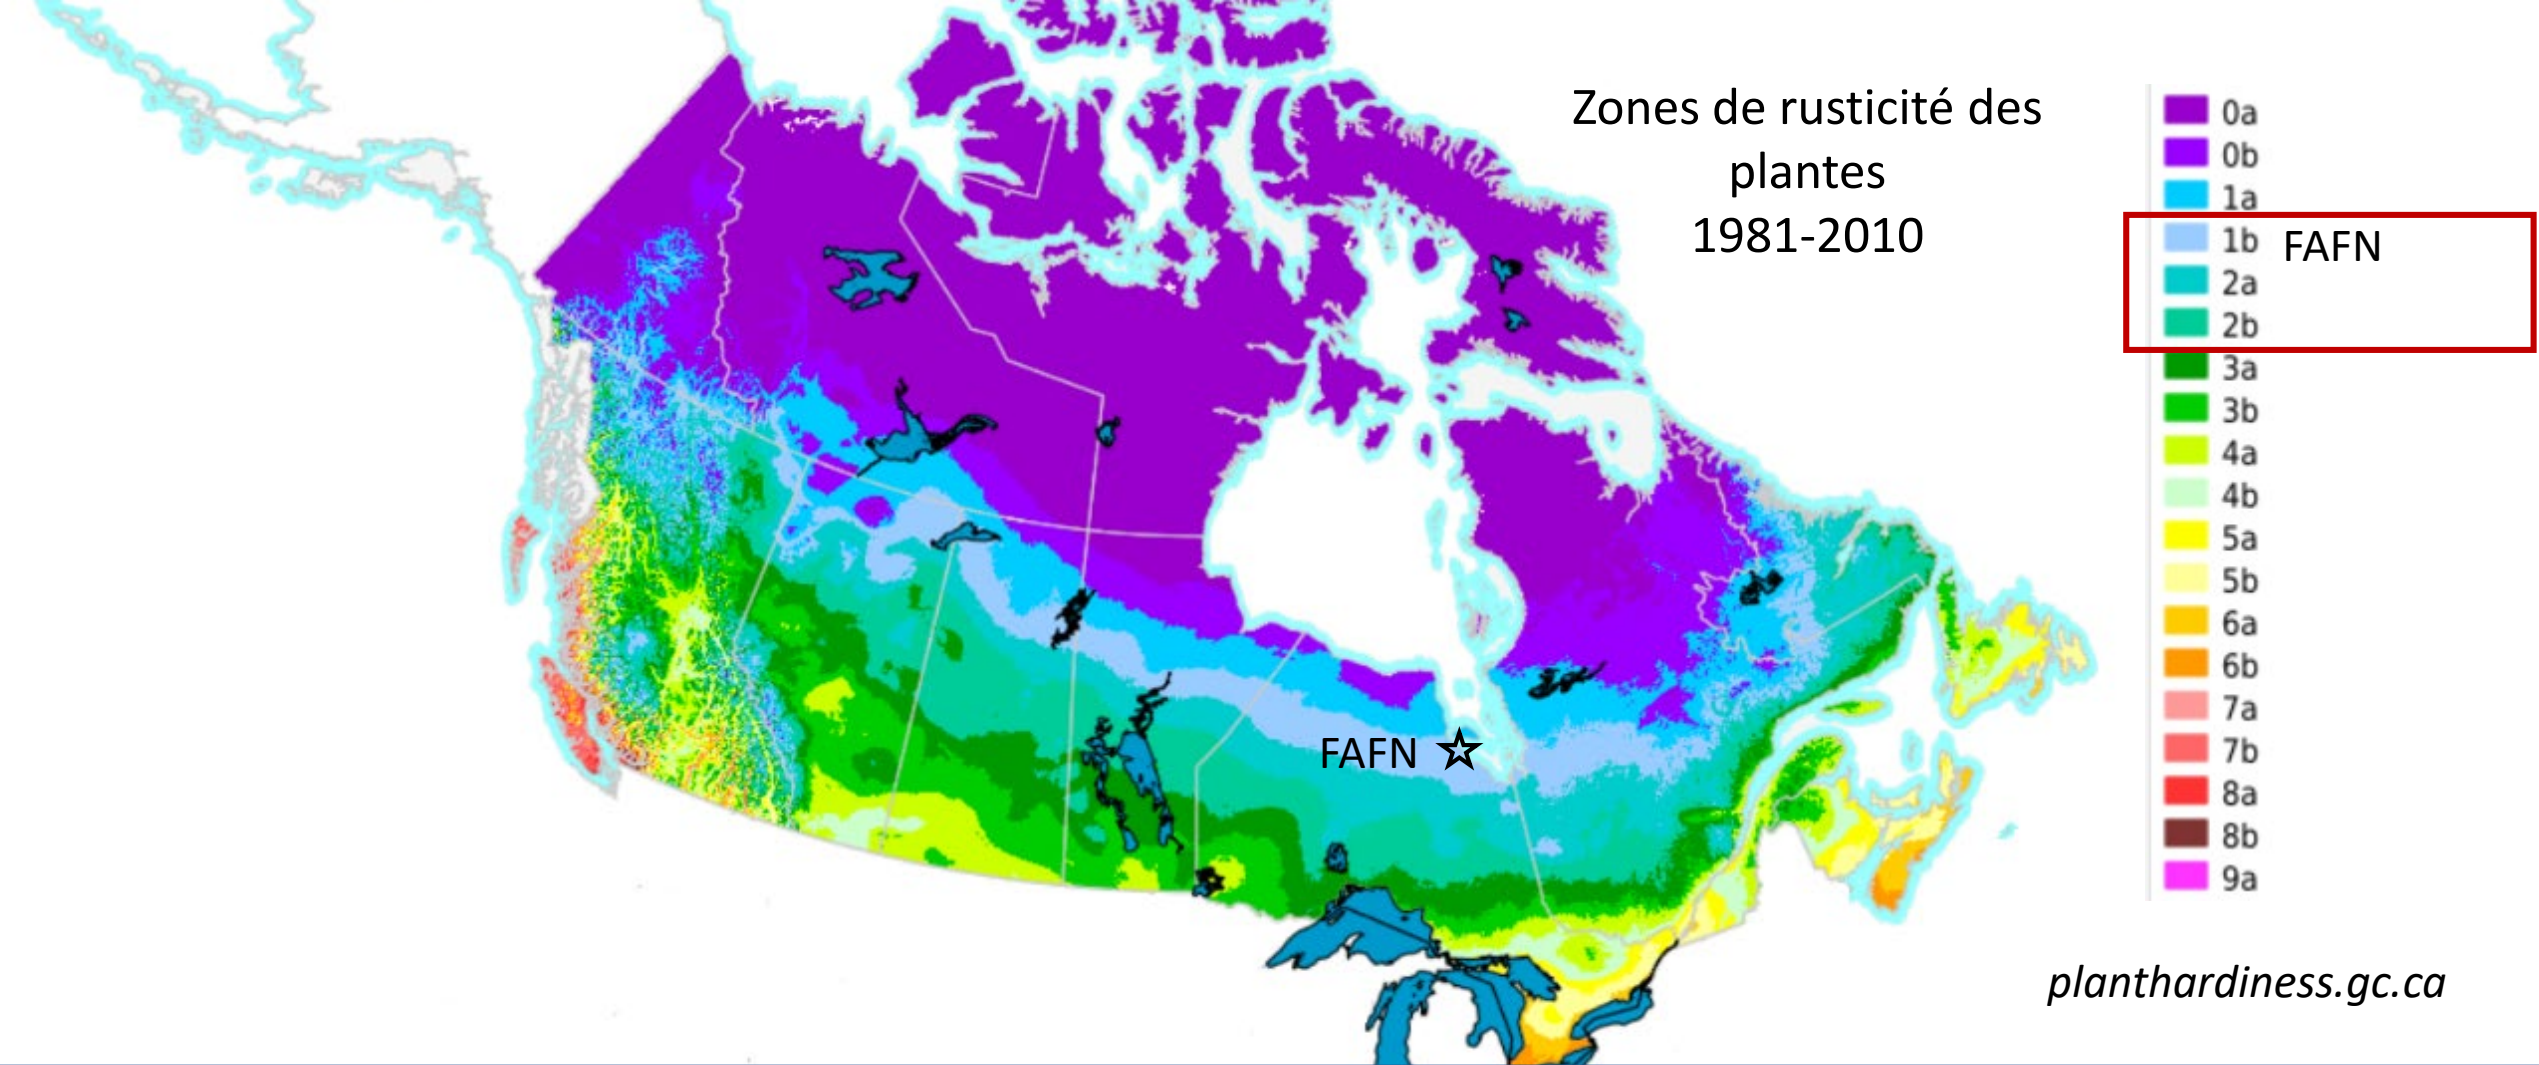 Zones de rusticité des
plantes
1981-2010
0a
0b
1a
1b FAFN
2a
2b
3a
3b
4a
4b
5a
5b
6a
6b
7a
7b
8a
8b
9a
FAFN
planthardiness.gc.ca